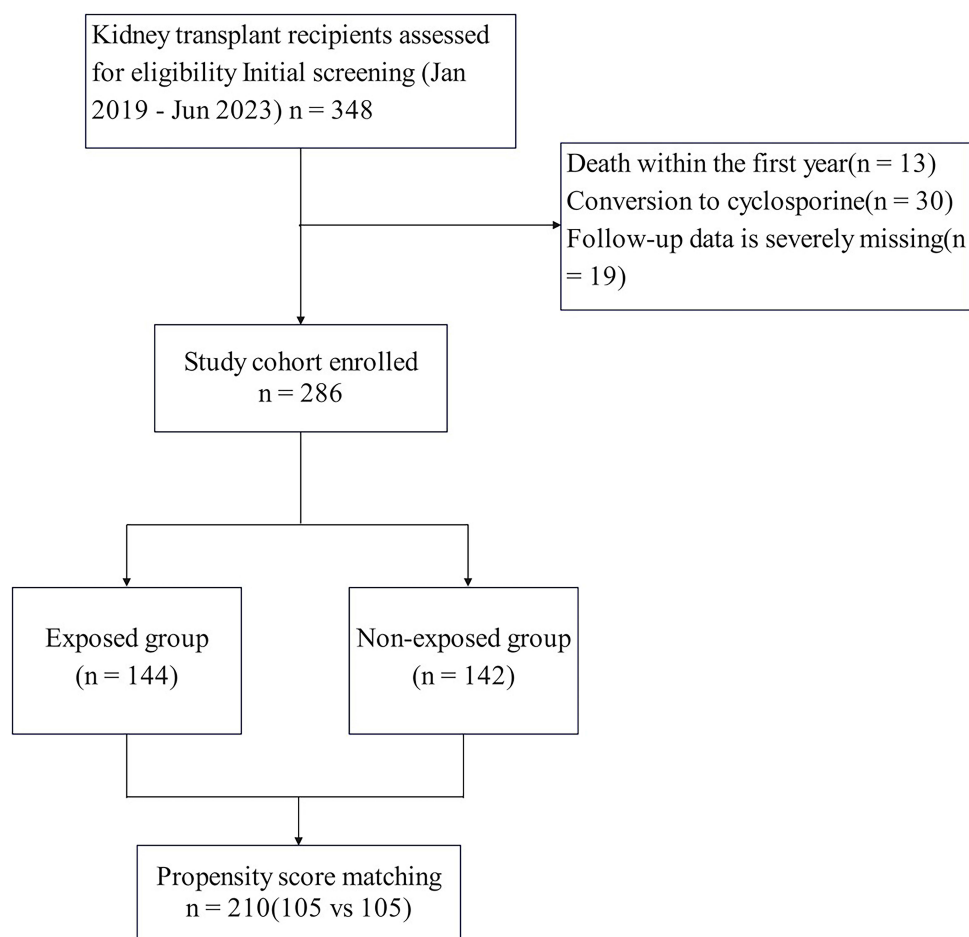 Kidney transplant recipients assessed
for eligibility Initial screening (Jan
2019 - Jun 2023) n = 348
Death within the first year(n = 13)
Conversion to cyclosporine(n = 30)
Follow-up data is severely missing(n
= 19)
Study cohort enrolled
n = 286
Exposed group
(n = 144)
Non-exposed group
(n = 142)
Propensity score matching
n = 210(105 vs 105)